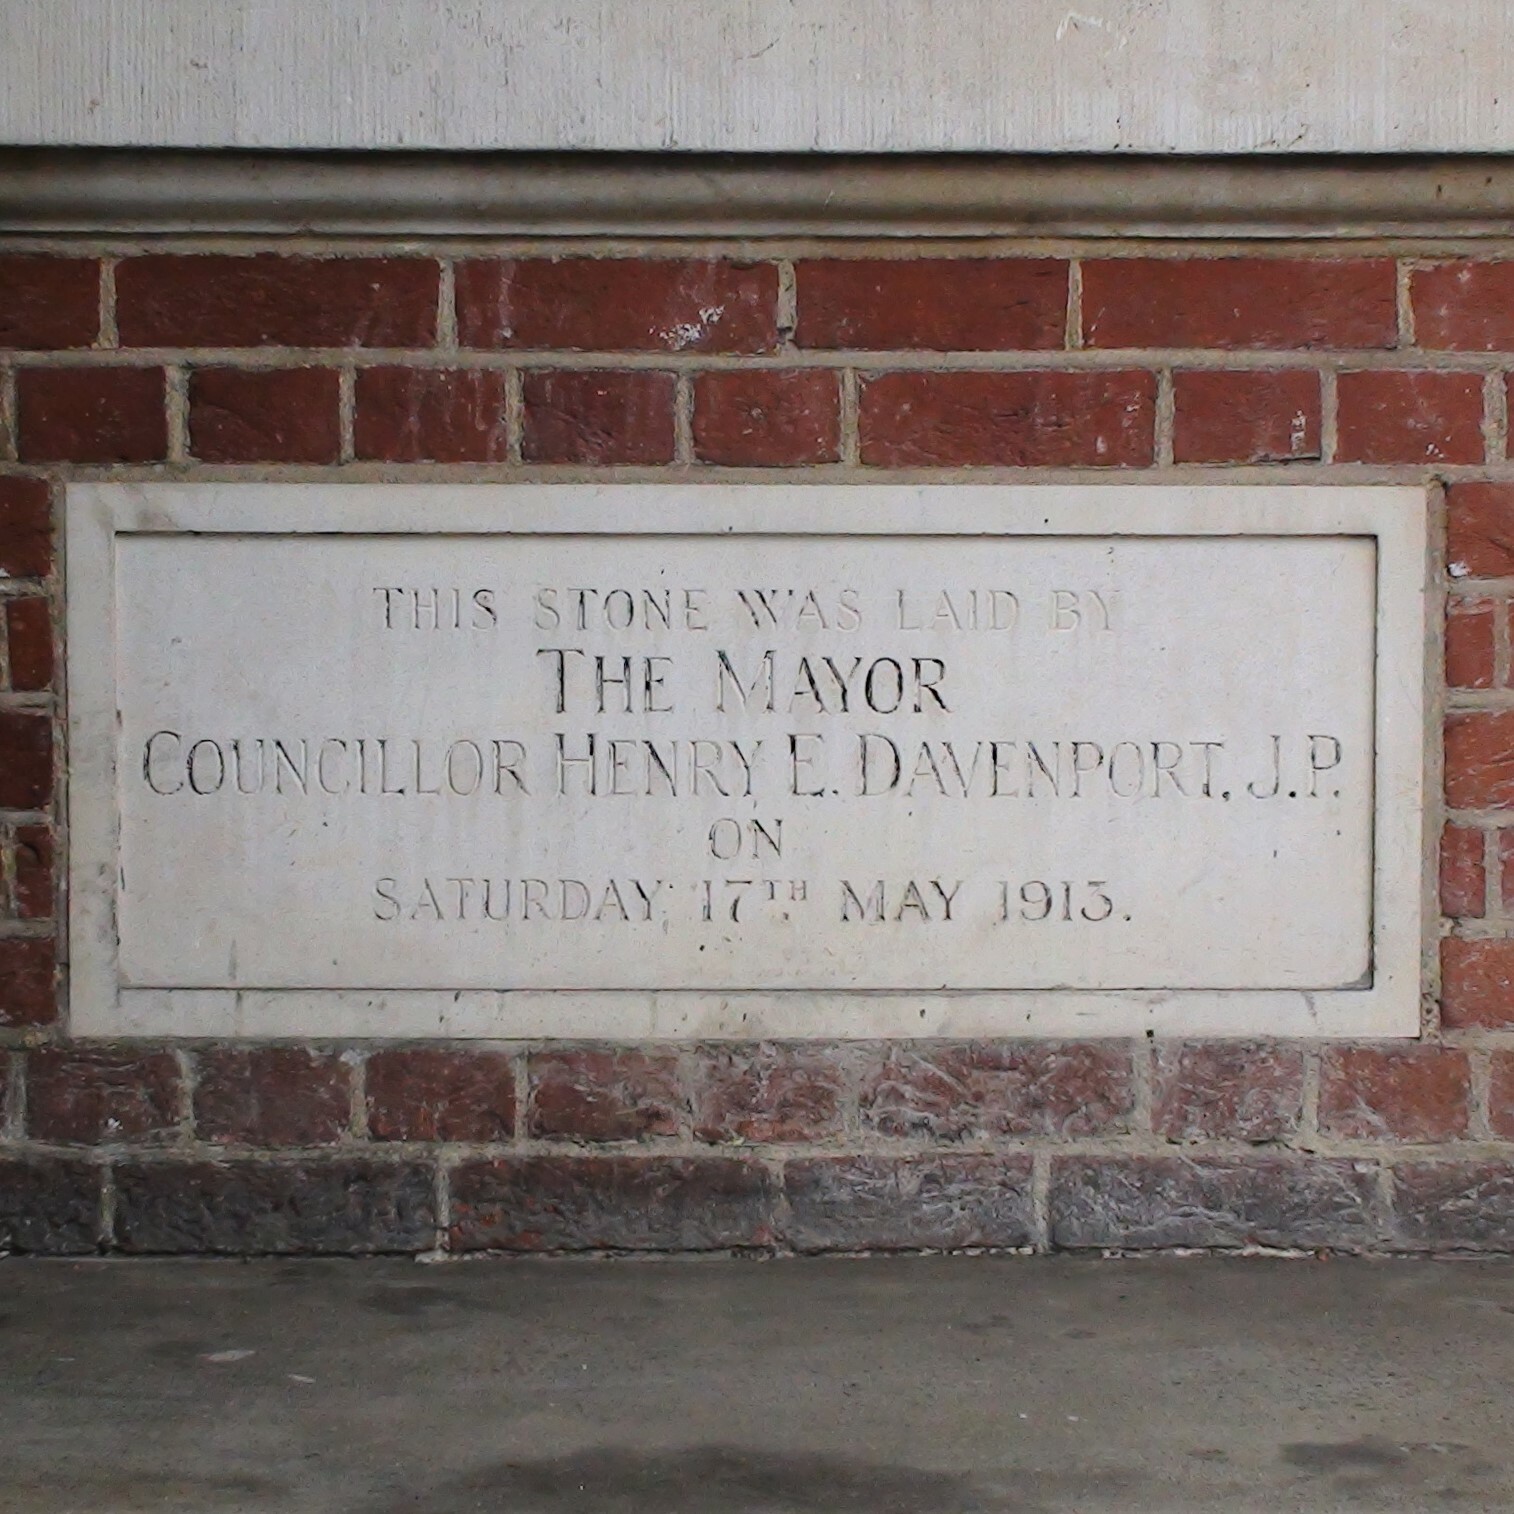 THIS STONE WAS LAID BY
THE MAYOR
COUNCILLOR HENRY E. DAVENPORT, J.P.
ON
SATURDAY 17TH MAY 1913.